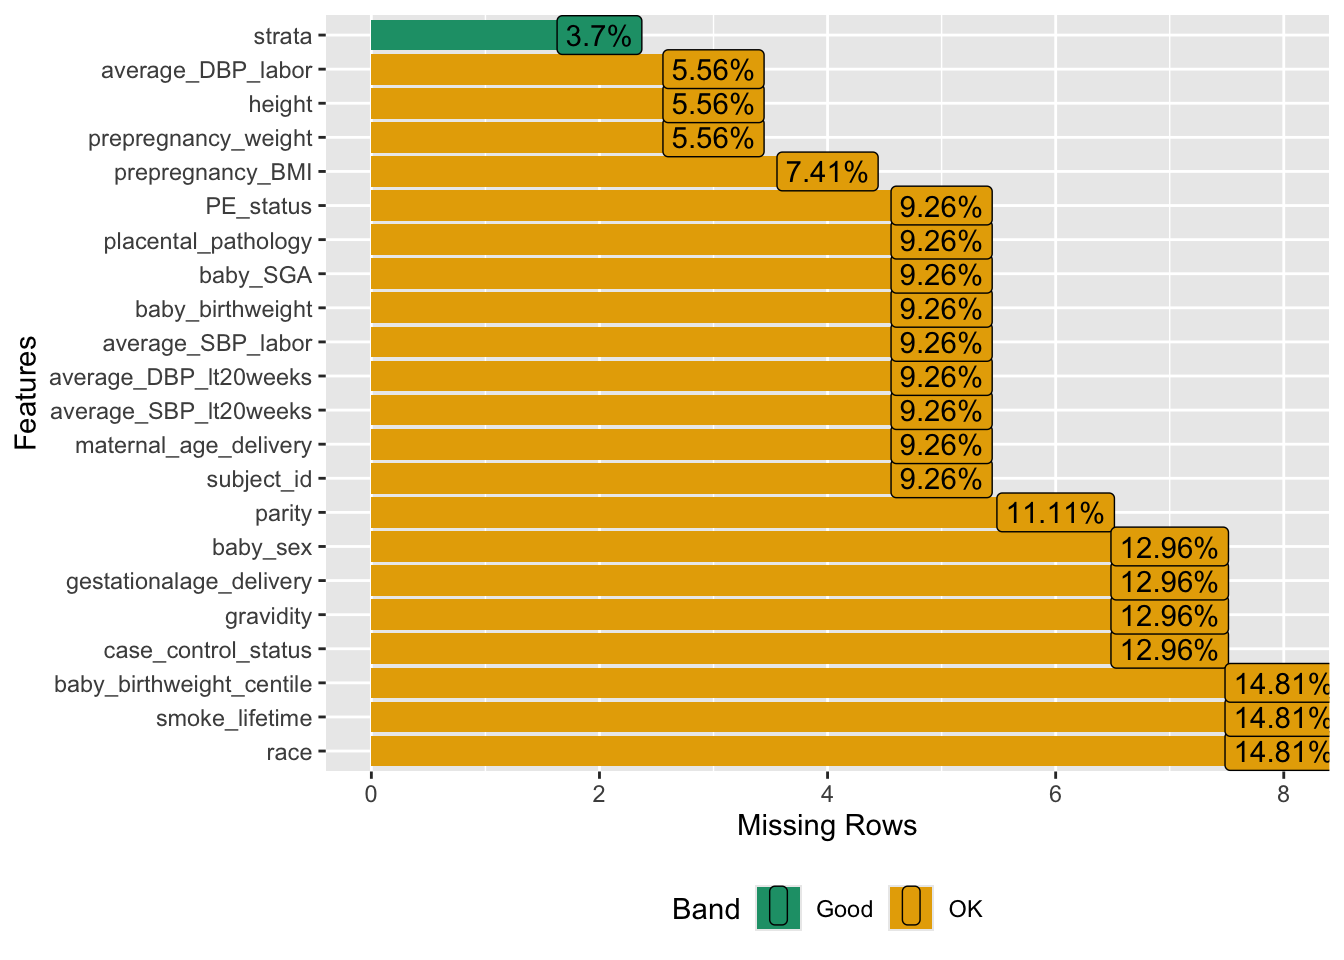 strata 3.7%
average_DBP_labor 5.56%
height 5.56%
prepregnancy_weight 5.56%
prepregnancy_BMI 7.41%
PE_status 9.26%
placental_pathology 9.26%
baby_SGA 9.26%
baby_birthweight 9.26%
average_SBP_labor 9.26%
average_DBP_lt20weeks 9.26%
average_SBP_lt20weeks 9.26%
maternal_age_delivery 9.26%
subject_id 9.26%
parity 11.11%
baby_sex 12.96%
gestationalage_delivery 12.96%
gravidity 12.96%
case_control_status 12.96%
baby_birthweight_centile 14.81%
smoke_lifetime 14.81%
race 14.81%
Features
0 2 4 6 8
Missing Rows
Band Good OK